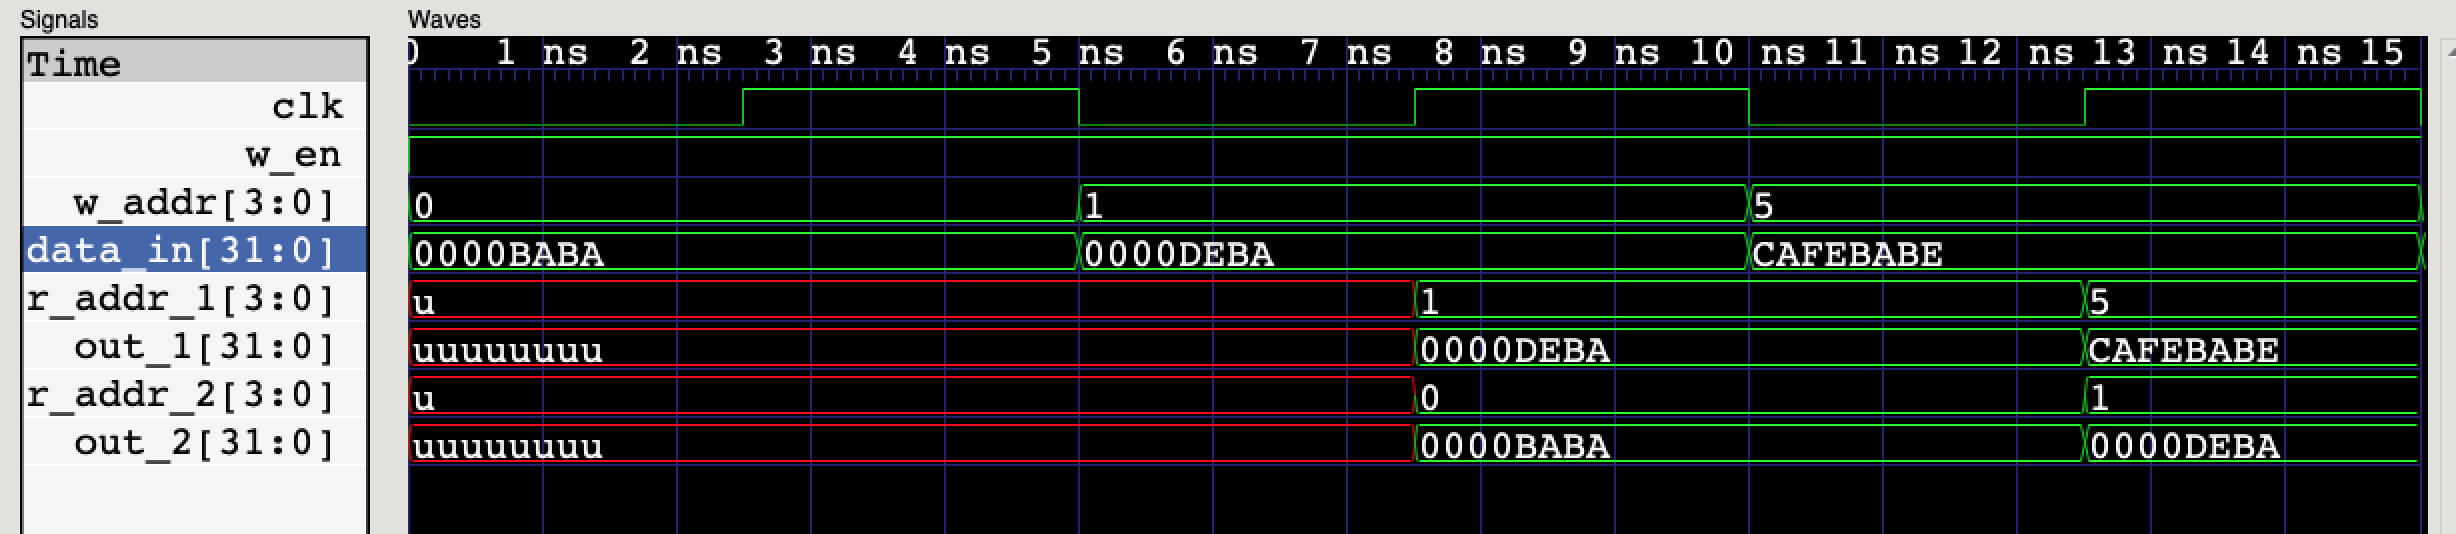 Signals Waves
Time 0 1 ns 2 ns 3 ns 4 ns 5 ns 6 ns 7 ns 8 ns 9 ns 10 ns 11 ns 12 ns 13 ns 14 ns 15
clk
w_en
w_addr[3:0] 0 1 5
data_in[31:0] 0000BABA 0000DEBA CAFEBABE
r_addr_1[3:0] u 1 5
out_1[31:0] uuuuuuuu 0000DEBA CAFEBABE
r_addr_2[3:0] u 0 1
out_2[31:0] uuuuuuuu 0000BABA 0000DEBA